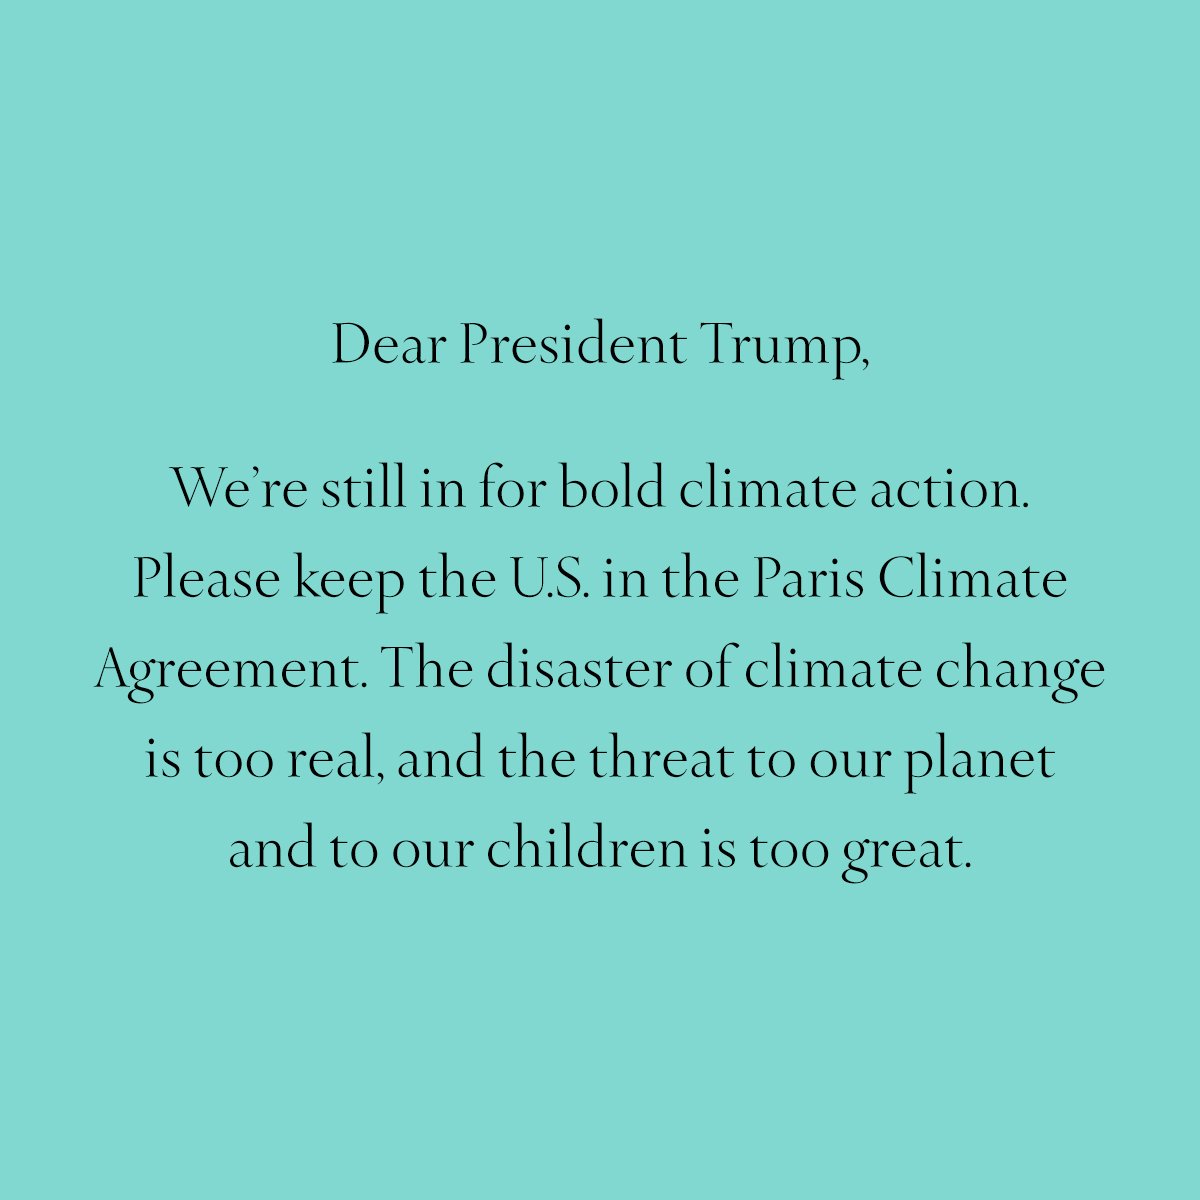 Dear President Trump,
We’re still in for bold climate action.
Please keep the U.S. in the Paris Climate
Agreement. The disaster of climate change
is too real, and the threat to our planet
and to our children is too great.